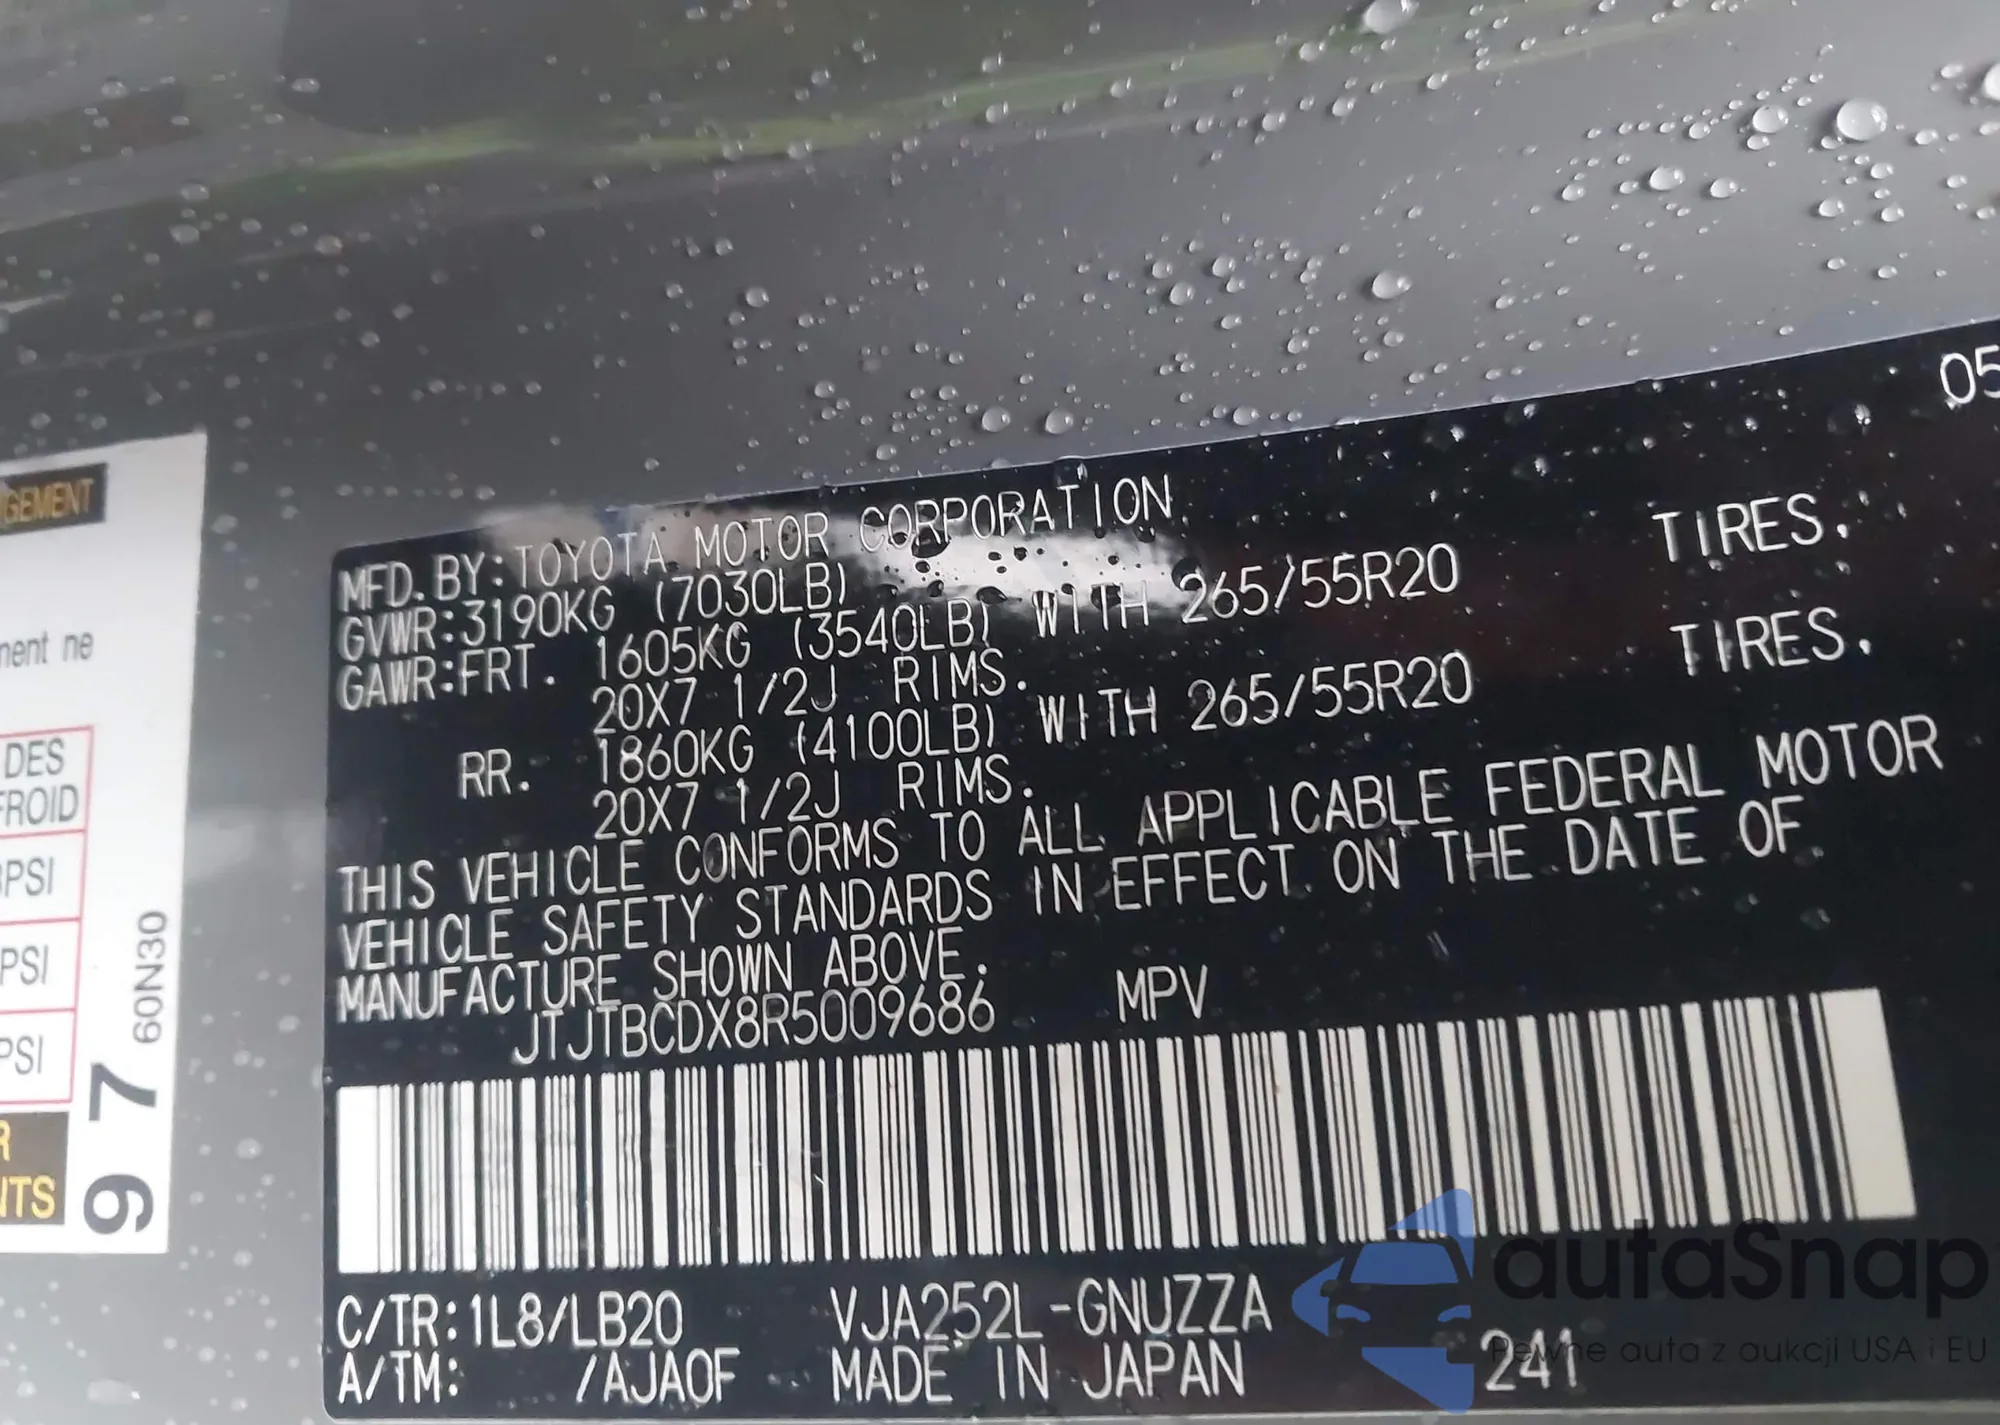 05
MFD. BY: TOYOTA MOTOR CORPORATION
GVWR: 3190KG (7030LB)
GAWR: FRT. 1605KG (3540LB) WITH 265/55R20 TIRES.
20X7 1/2J RIMS.
RR. 1860KG (4100LB) WITH 265/55R20 TIRES.
20X7 1/2J RIMS.
THIS VEHICLE CONFORMS TO ALL APPLICABLE FEDERAL MOTOR
VEHICLE SAFETY STANDARDS IN EFFECT ON THE DATE OF
MANUFACTURE SHOWN ABOVE.
JTJTBCDX8R5009686 MPV
C/TR: 1L8/LB20 VJA252L-GNUZZA
A/TM: /AJA0F MADE IN JAPAN 241
GEMENT
ment ne
DES
FROID
PSI
PSI
PSI
R
NTS
97 60N30
autaSnap
Pewne auta z aukcji USA i EU